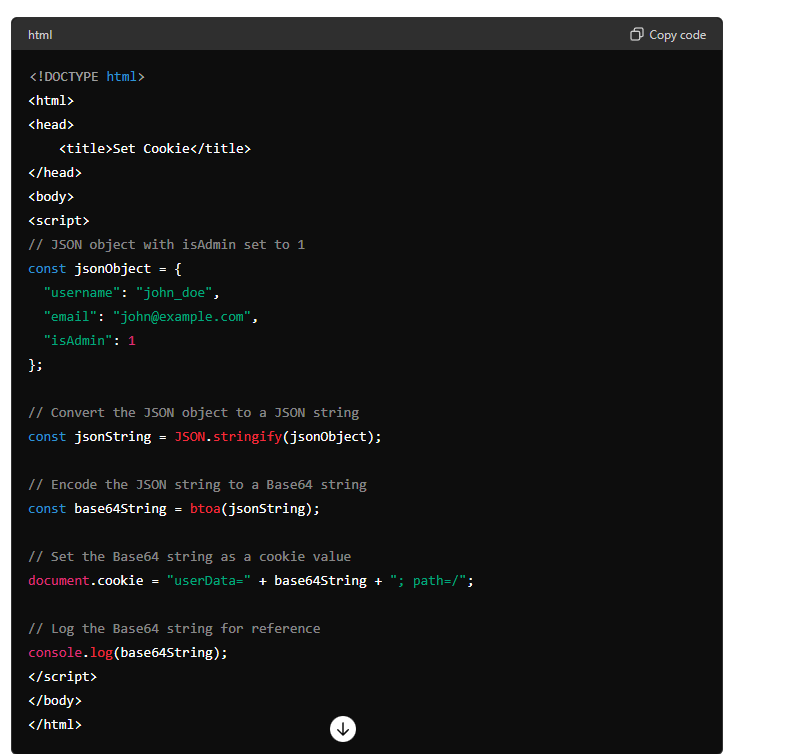 html
Copy code
<!DOCTYPE html>
<html>
<head>
    <title>Set Cookie</title>
</head>
<body>
<script>
// JSON object with isAdmin set to 1
const jsonObject = {
  "username": "john_doe",
  "email": "john@example.com",
  "isAdmin": 1
};

// Convert the JSON object to a JSON string
const jsonString = JSON.stringify(jsonObject);

// Encode the JSON string to a Base64 string
const base64String = btoa(jsonString);

// Set the Base64 string as a cookie value
document.cookie = "userData=" + base64String + "; path=/";

// Log the Base64 string for reference
console.log(base64String);
</script>
</body>
</html>